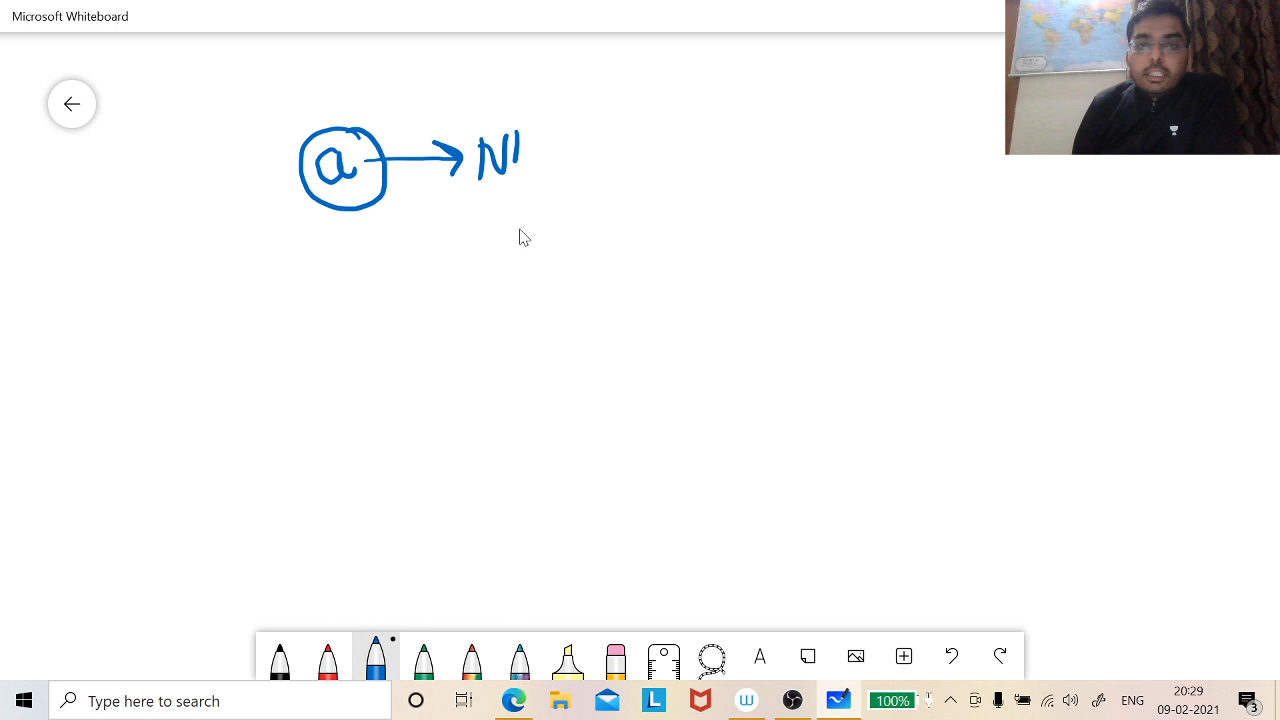 Microsoft Whiteboard
a → N
A
Type here to search
L
W
100%
ENG
20:29
09-02-2021
3